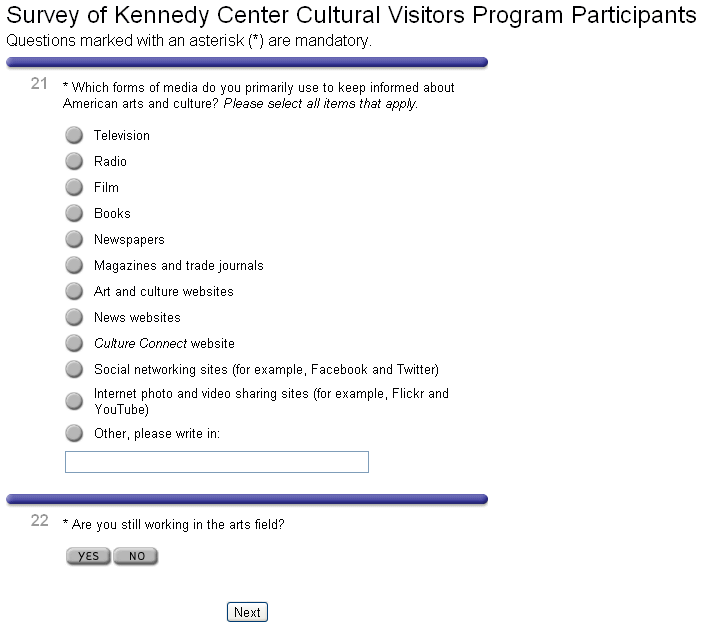 Survey of Kennedy Center Cultural Visitors Program Participants
Questions marked with an asterisk (*) are mandatory.
21 * Which forms of media do you primarily use to keep informed about
American arts and culture? Please select all items that apply.
Television
Radio
Film
Books
Newspapers
Magazines and trade journals
Art and culture websites
News websites
Culture Connect website
Social networking sites (for example, Facebook and Twitter)
Internet photo and video sharing sites (for example, Flickr and
YouTube)
Other, please write in:
22 * Are you still working in the arts field?
YES NO
Next